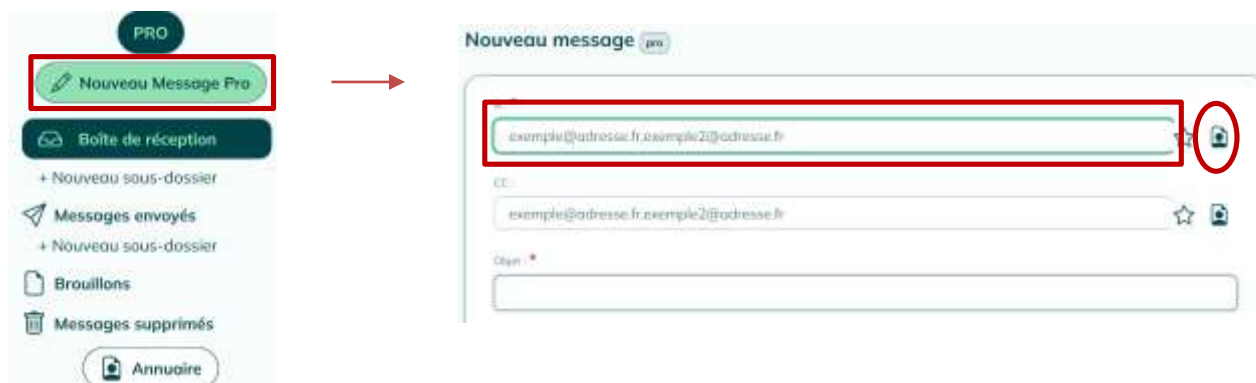 PRO
Nouveau Message Pro
Boîte de réception
+ Nouveau sous-dossier
Messages envoyés
+ Nouveau sous-dossier
Brouillons
Messages supprimés
Annuaire
Nouveau message pro
exemple@adresse.fr,exemple2@adresse.fr
CC :
exemple@adresse.fr,exemple2@adresse.fr
Objet : *